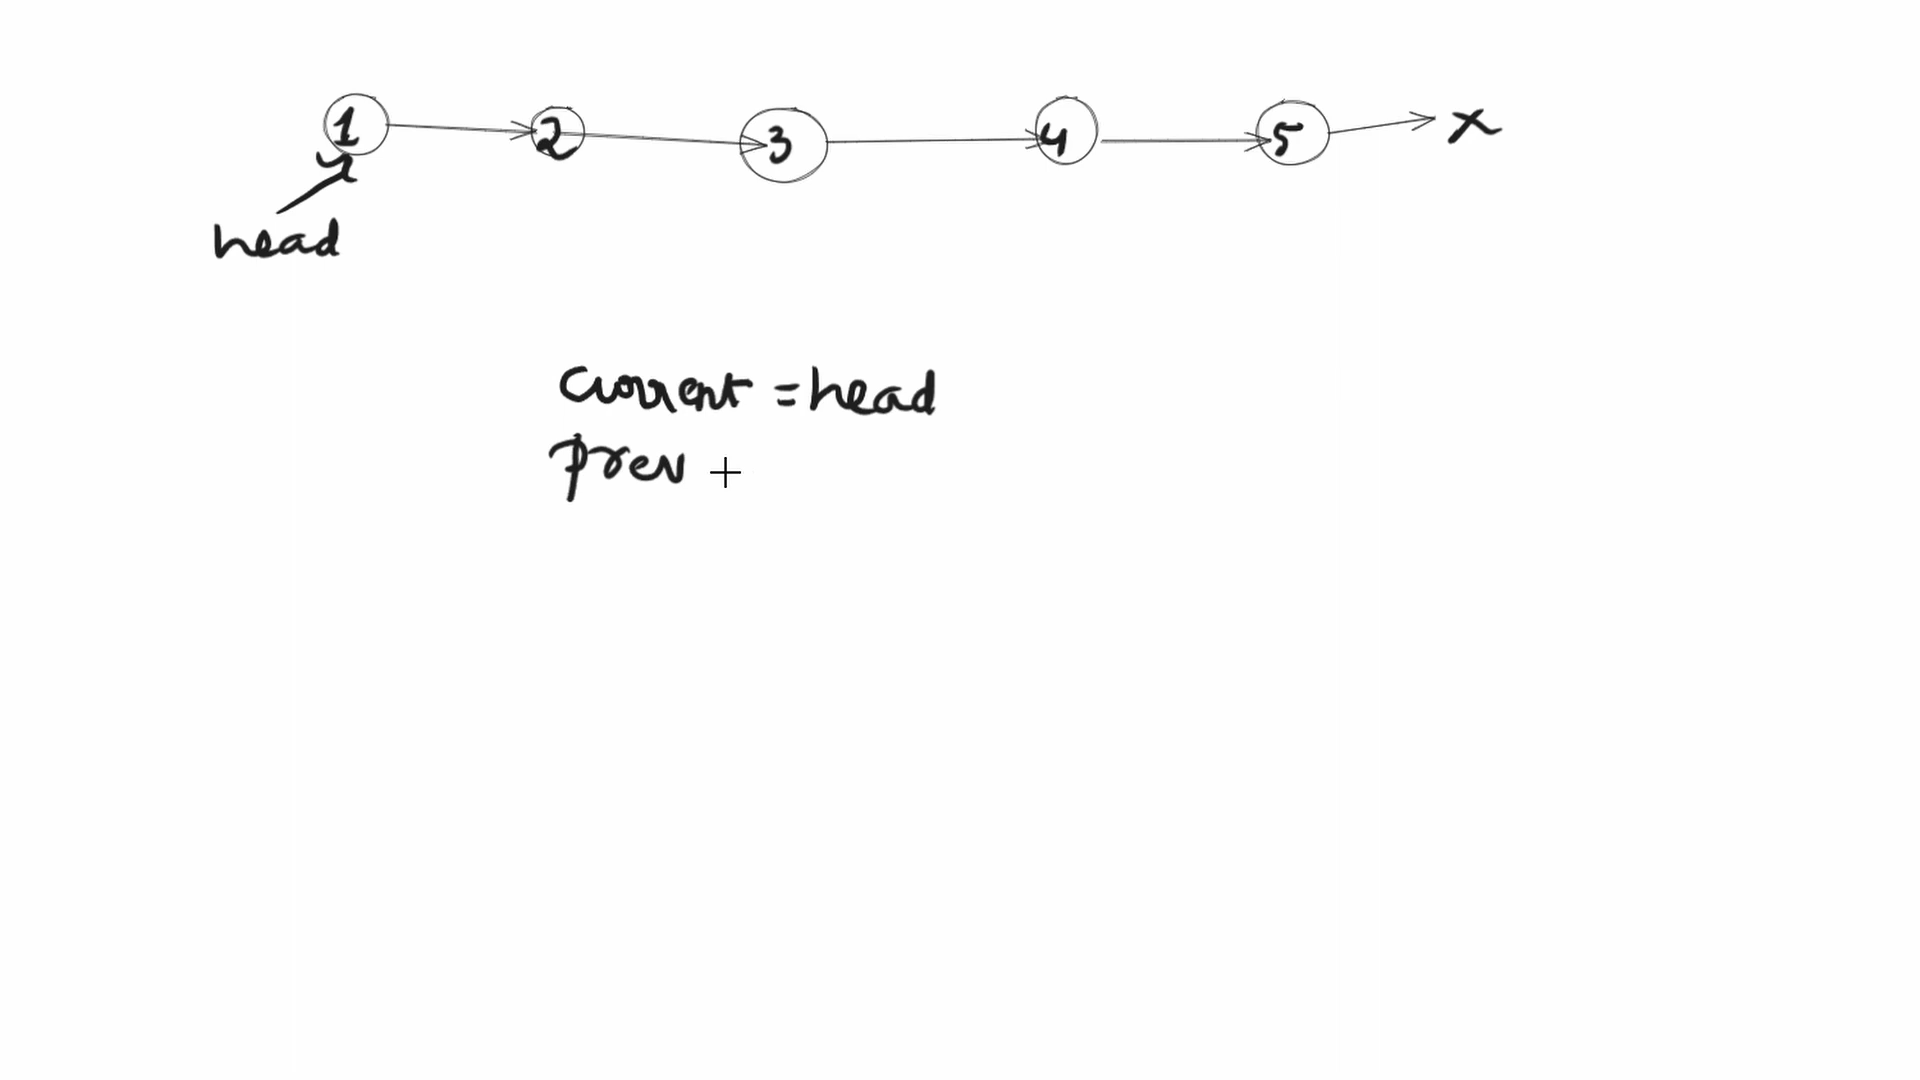 1 2 3 4 5 x
head
current = head
prev